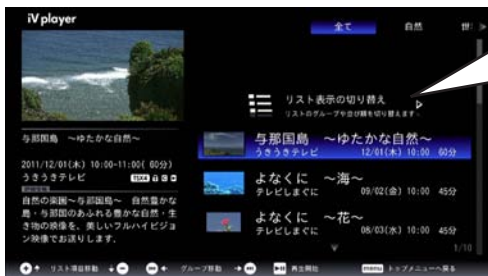 iV player
全て 自然 世
リスト表示の切り替え
リストのグループや並び順を切り替えます。
与那国島 ～ゆたかな自然～
2011/12/01(木) 10:00-11:00( 60分)
うきうきテレビ
自然の楽園～与那国島～ 自然豊かな
島・与那国のあふれる豊かな自然・生
き物の映像を、美しいフルハイビジョ
ン映像でお送りします。
与那国島 ～ゆたかな自然～
うきうきテレビ 12/01(木) 10:00 60分
よなくに ～海～
テレビしまぐに 09/02(金) 10:00 45分
よなくに ～花～
テレビしまぐに 08/03(水) 10:00 45分
1/10
リスト項目移動 グループ移動 再生開始 menu トップメニューへ戻る